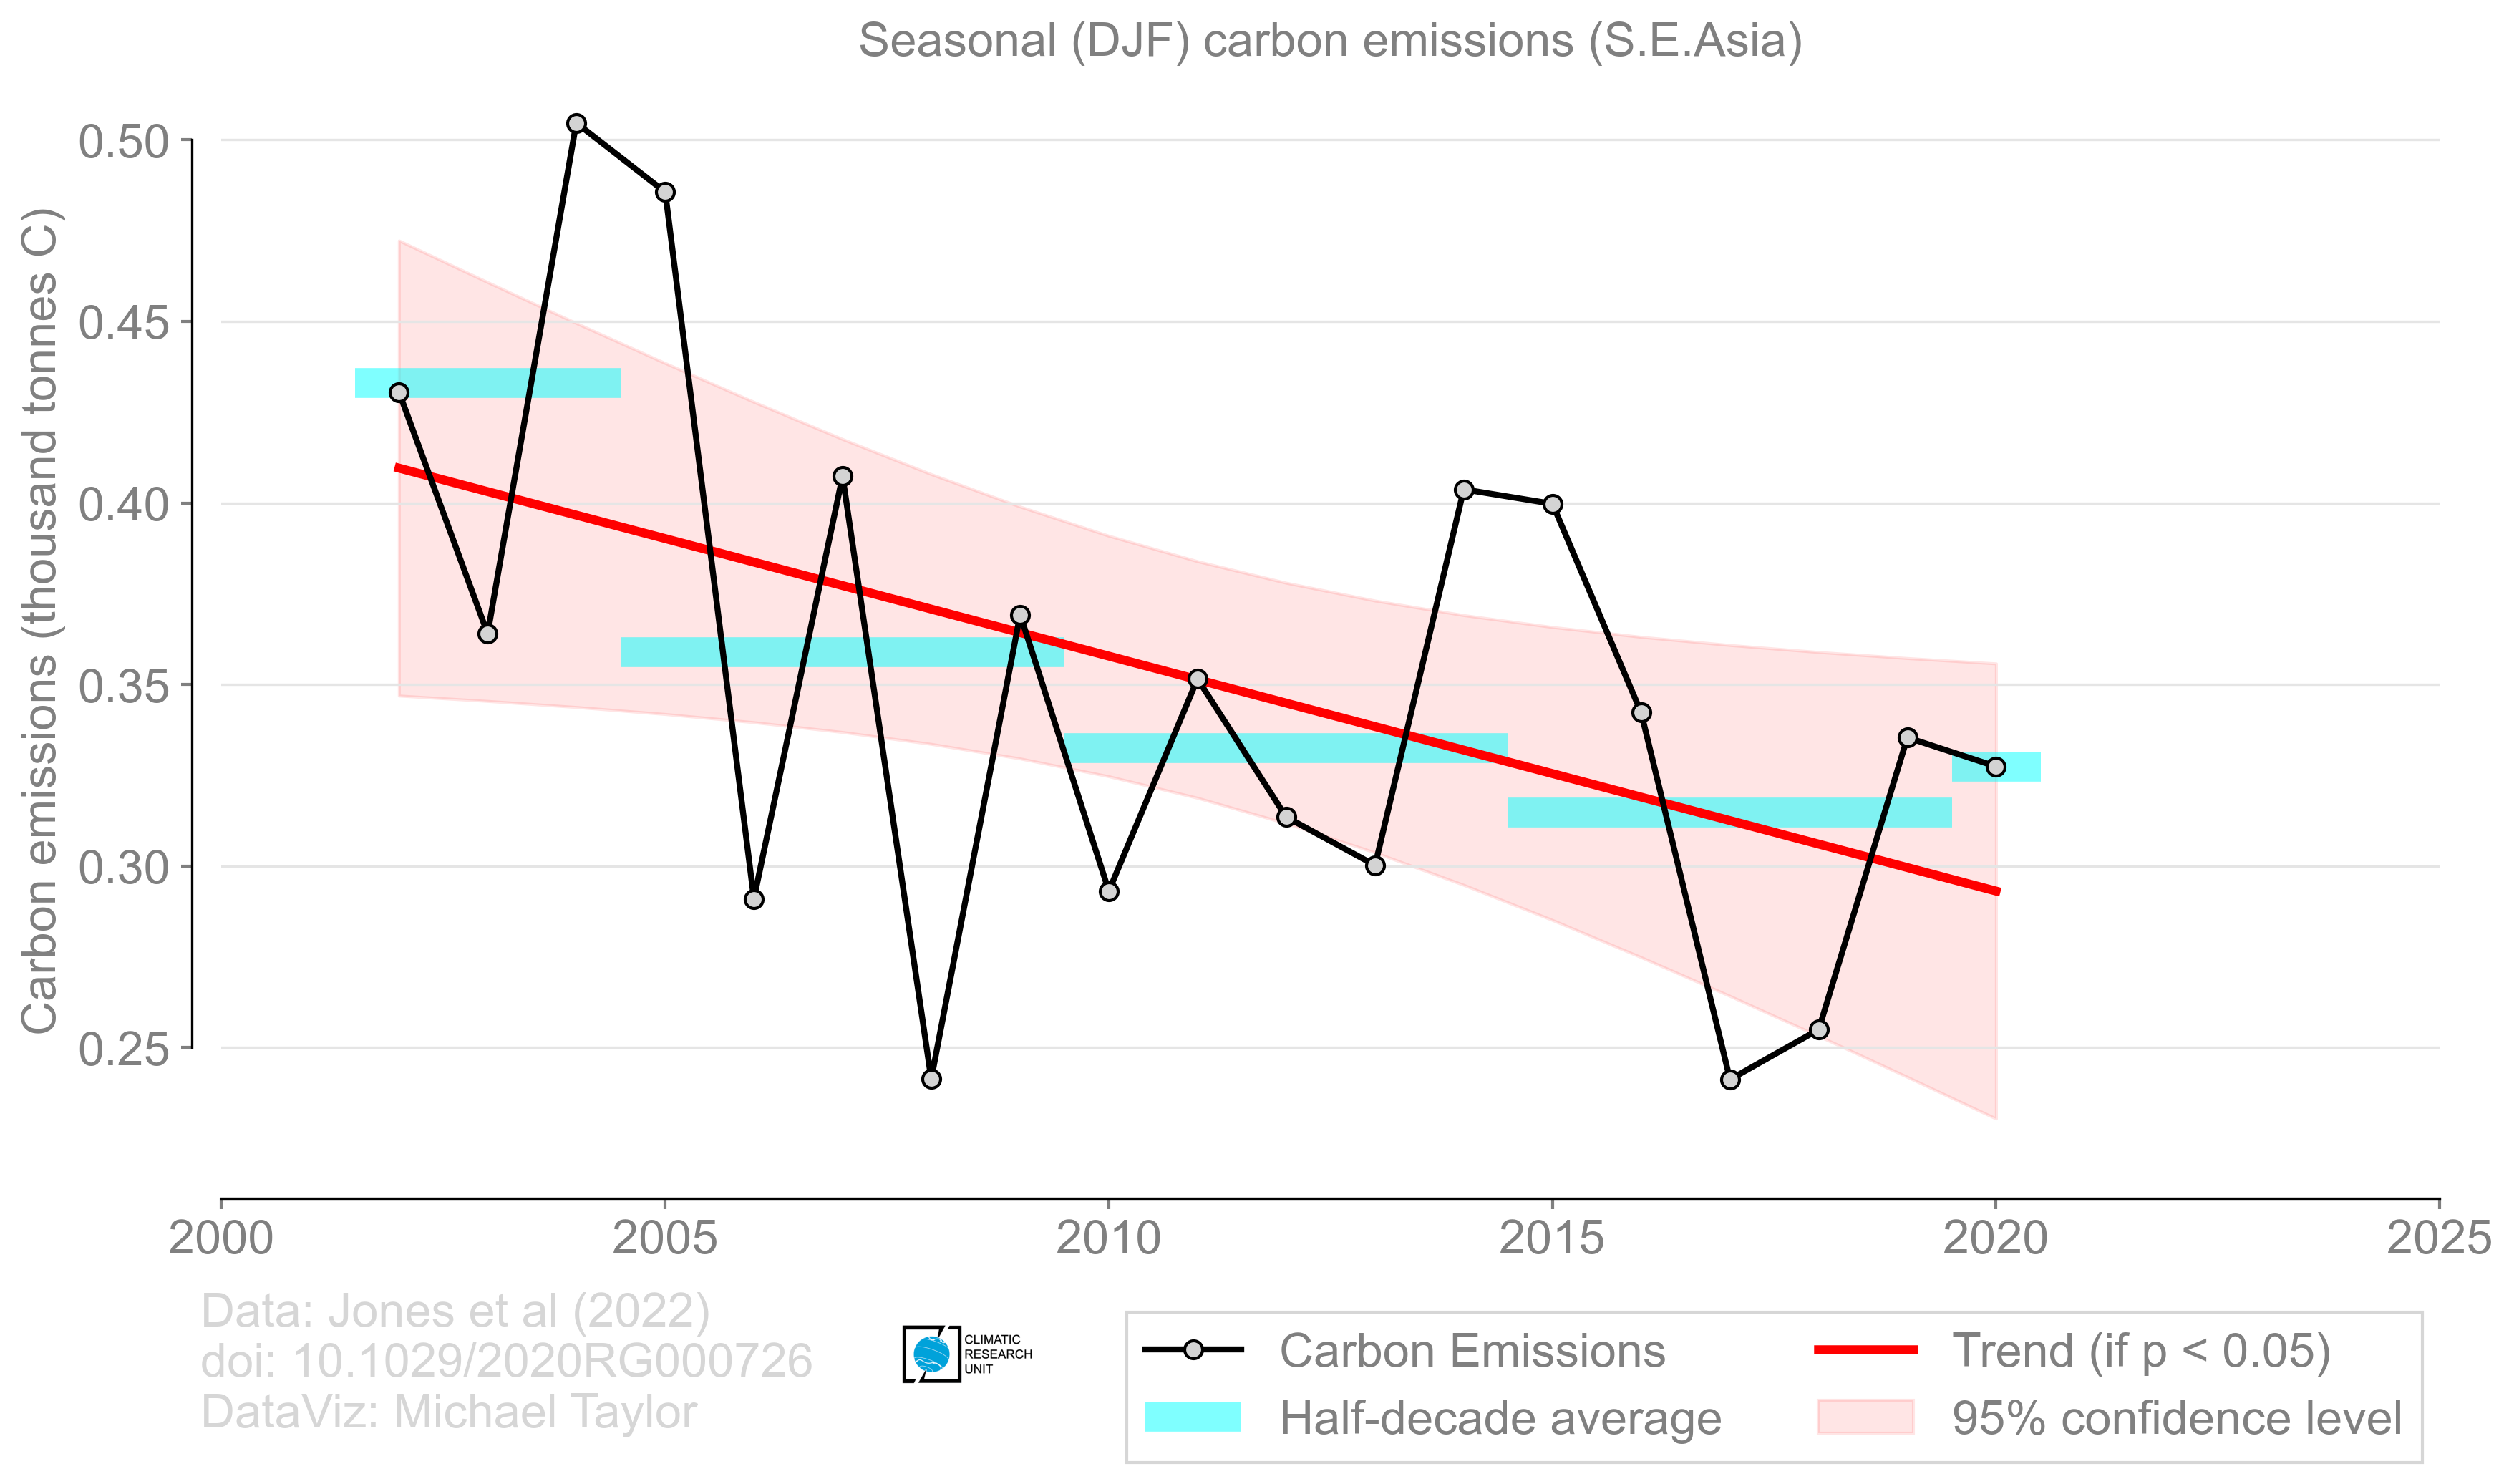 Seasonal (DJF) carbon emissions (S.E.Asia)
Carbon emissions (thousand tonnes C)
0.50
0.45
0.40
0.35
0.30
0.25
2000 2005 2010 2015 2020 2025
Data: Jones et al (2022)
doi: 10.1029/2020RG000726
DataViz: Michael Taylor
CLIMATIC
RESEARCH
UNIT
Carbon Emissions
Half-decade average
Trend (if p < 0.05)
95% confidence level